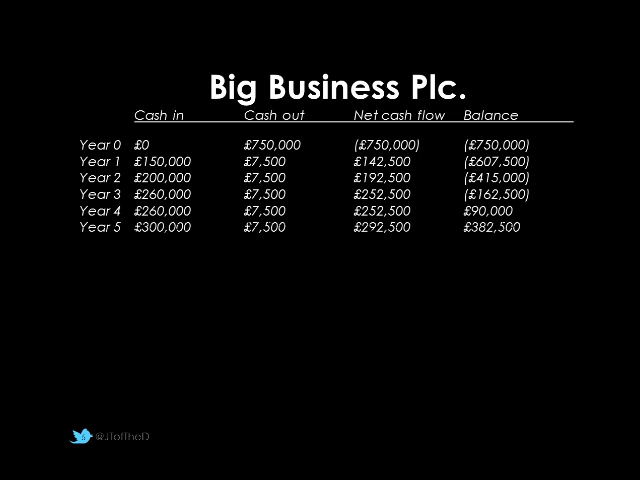 Big Business Plc.
Cash in Cash out Net cash flow Balance
Year 0 £0 £750,000 (£750,000) (£750,000)
Year 1 £150,000 £7,500 £142,500 (£607,500)
Year 2 £200,000 £7,500 £192,500 (£415,000)
Year 3 £260,000 £7,500 £252,500 (£162,500)
Year 4 £260,000 £7,500 £252,500 £90,000
Year 5 £300,000 £7,500 £292,500 £382,500
@JTofTheD